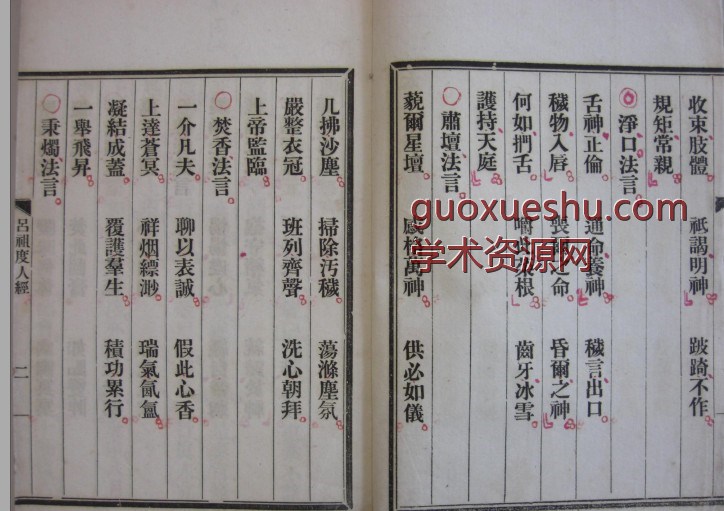 收束肢體 祇謁明神 跛踦不作
規矩常親
◎淨口法言
舌神正倫 通命養神 穢言出口
穢物入唇 之命 昏爾之神
何如捫舌 根 齒牙冰雪
護持天庭
○肅壇法言
藐爾星壇 萬神 供必如儀
几拂沙塵 掃除汚穢 蕩滌塵氛
嚴整衣冠 班列齊聲 洗心朝拜
上帝監臨
○焚香法言
一介凡夫 聊以表誠 假此心香
上達蒼冥 祥烟縹渺 瑞氣氤氳
凝結成蓋 覆護羣生 積功累行
一舉飛昇
○秉燭法言
呂祖度人經 二
guoxueshu.com
学术资源网